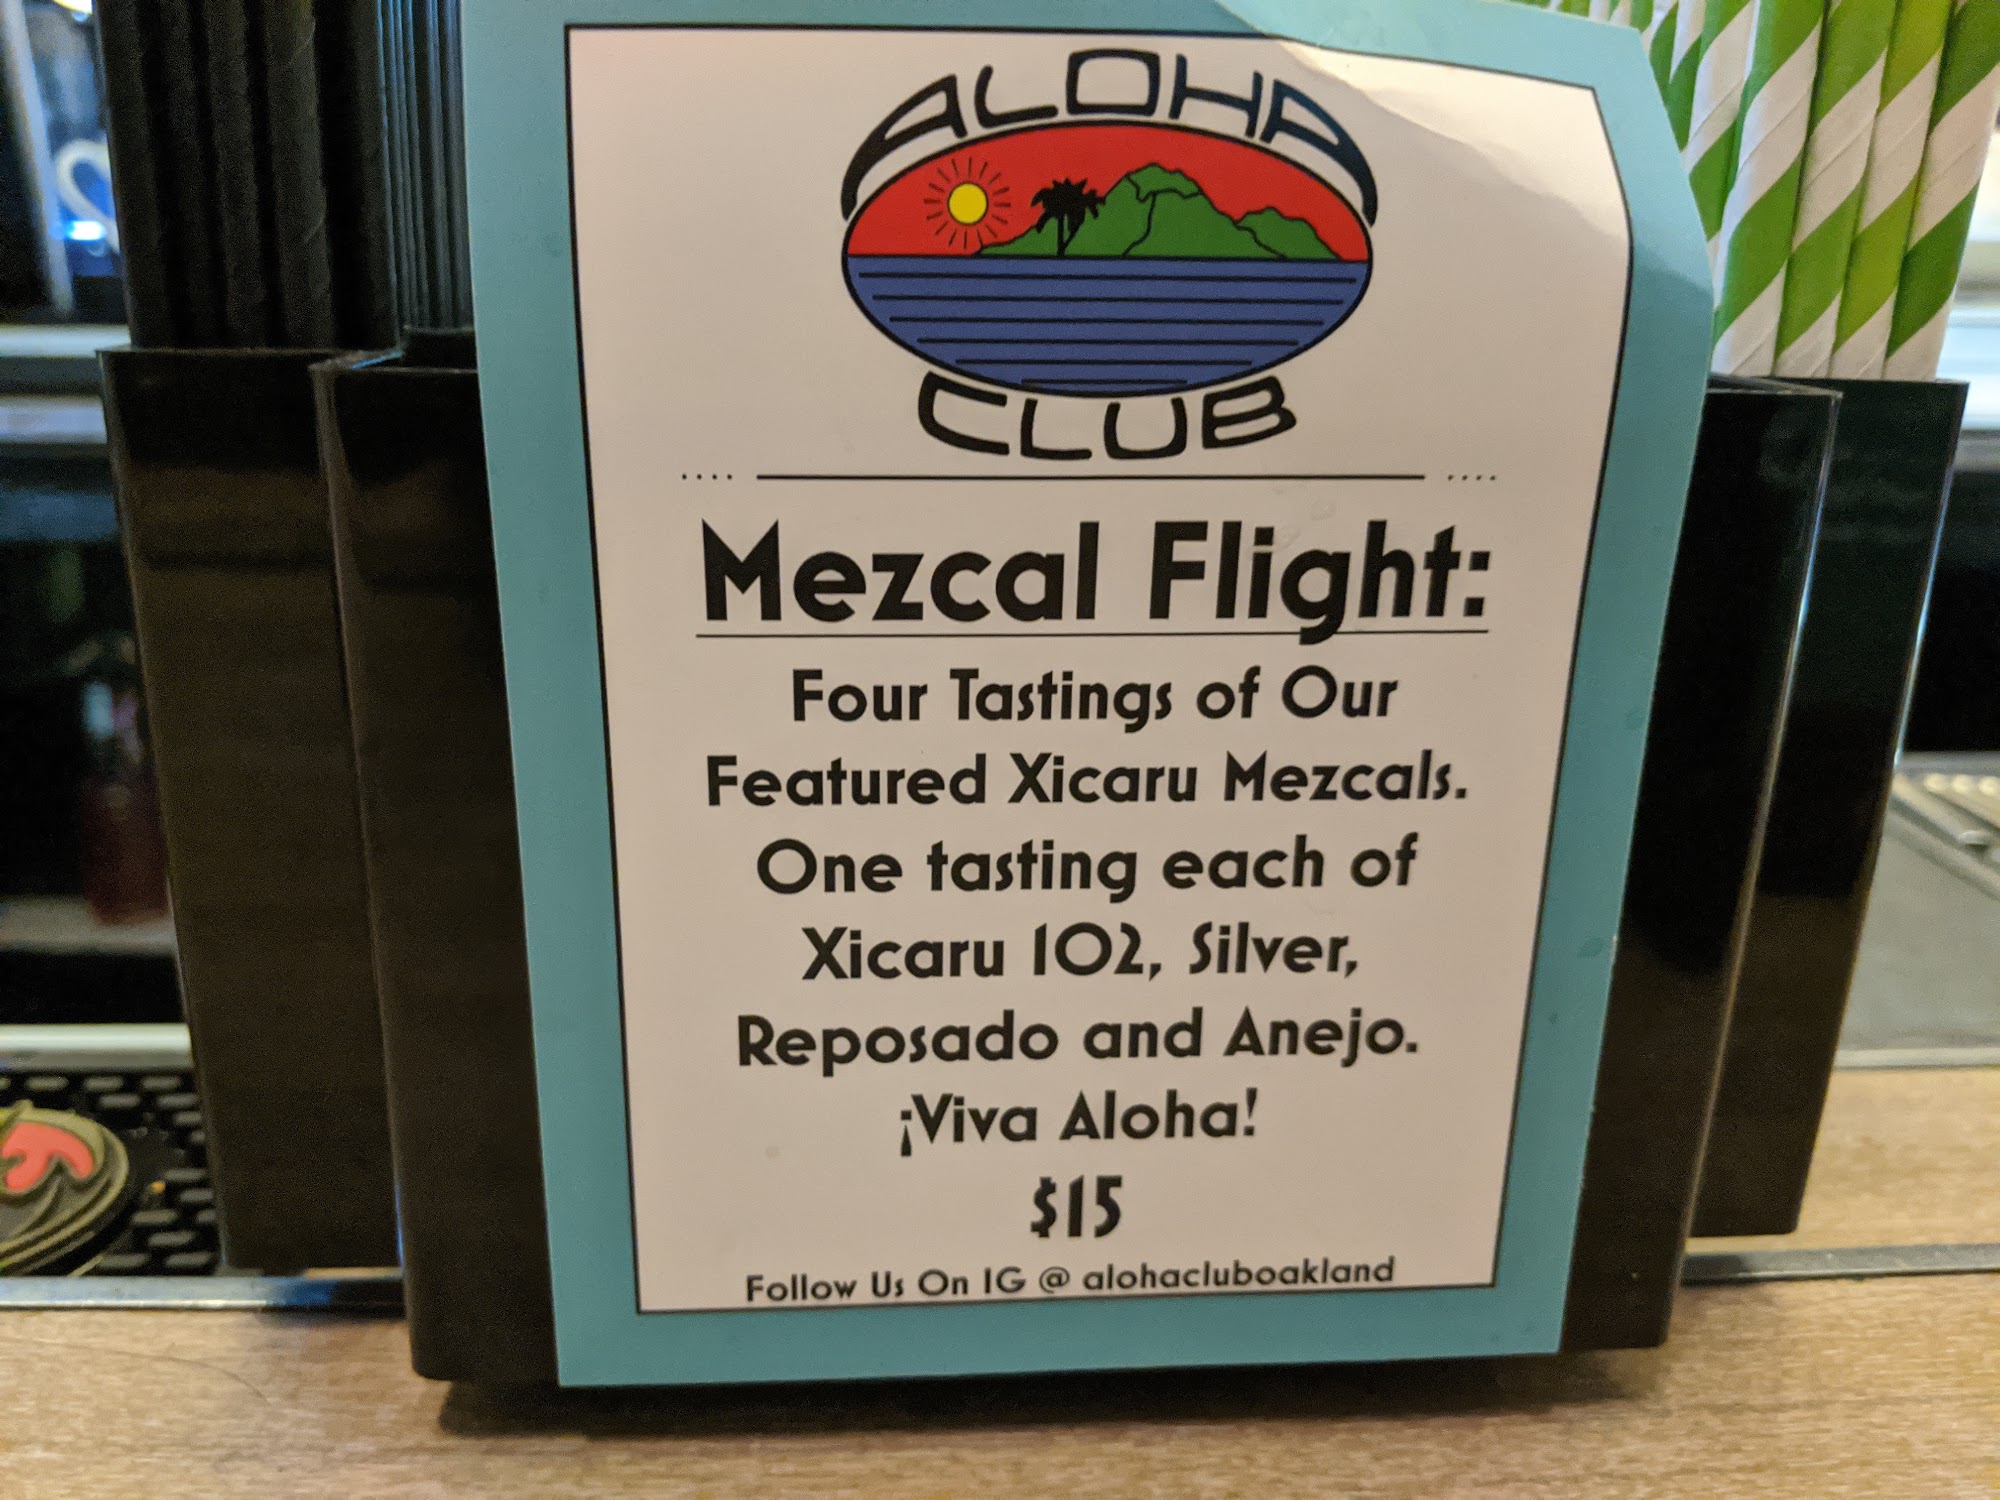 ALOHA
CLUB
Mezcal Flight:
Four Tastings of Our
Featured Xicaru Mezcals.
One tasting each of
Xicaru 102, Silver,
Reposado and Anejo.
¡Viva Aloha!
$15
Follow Us On IG @ alohacluboakland